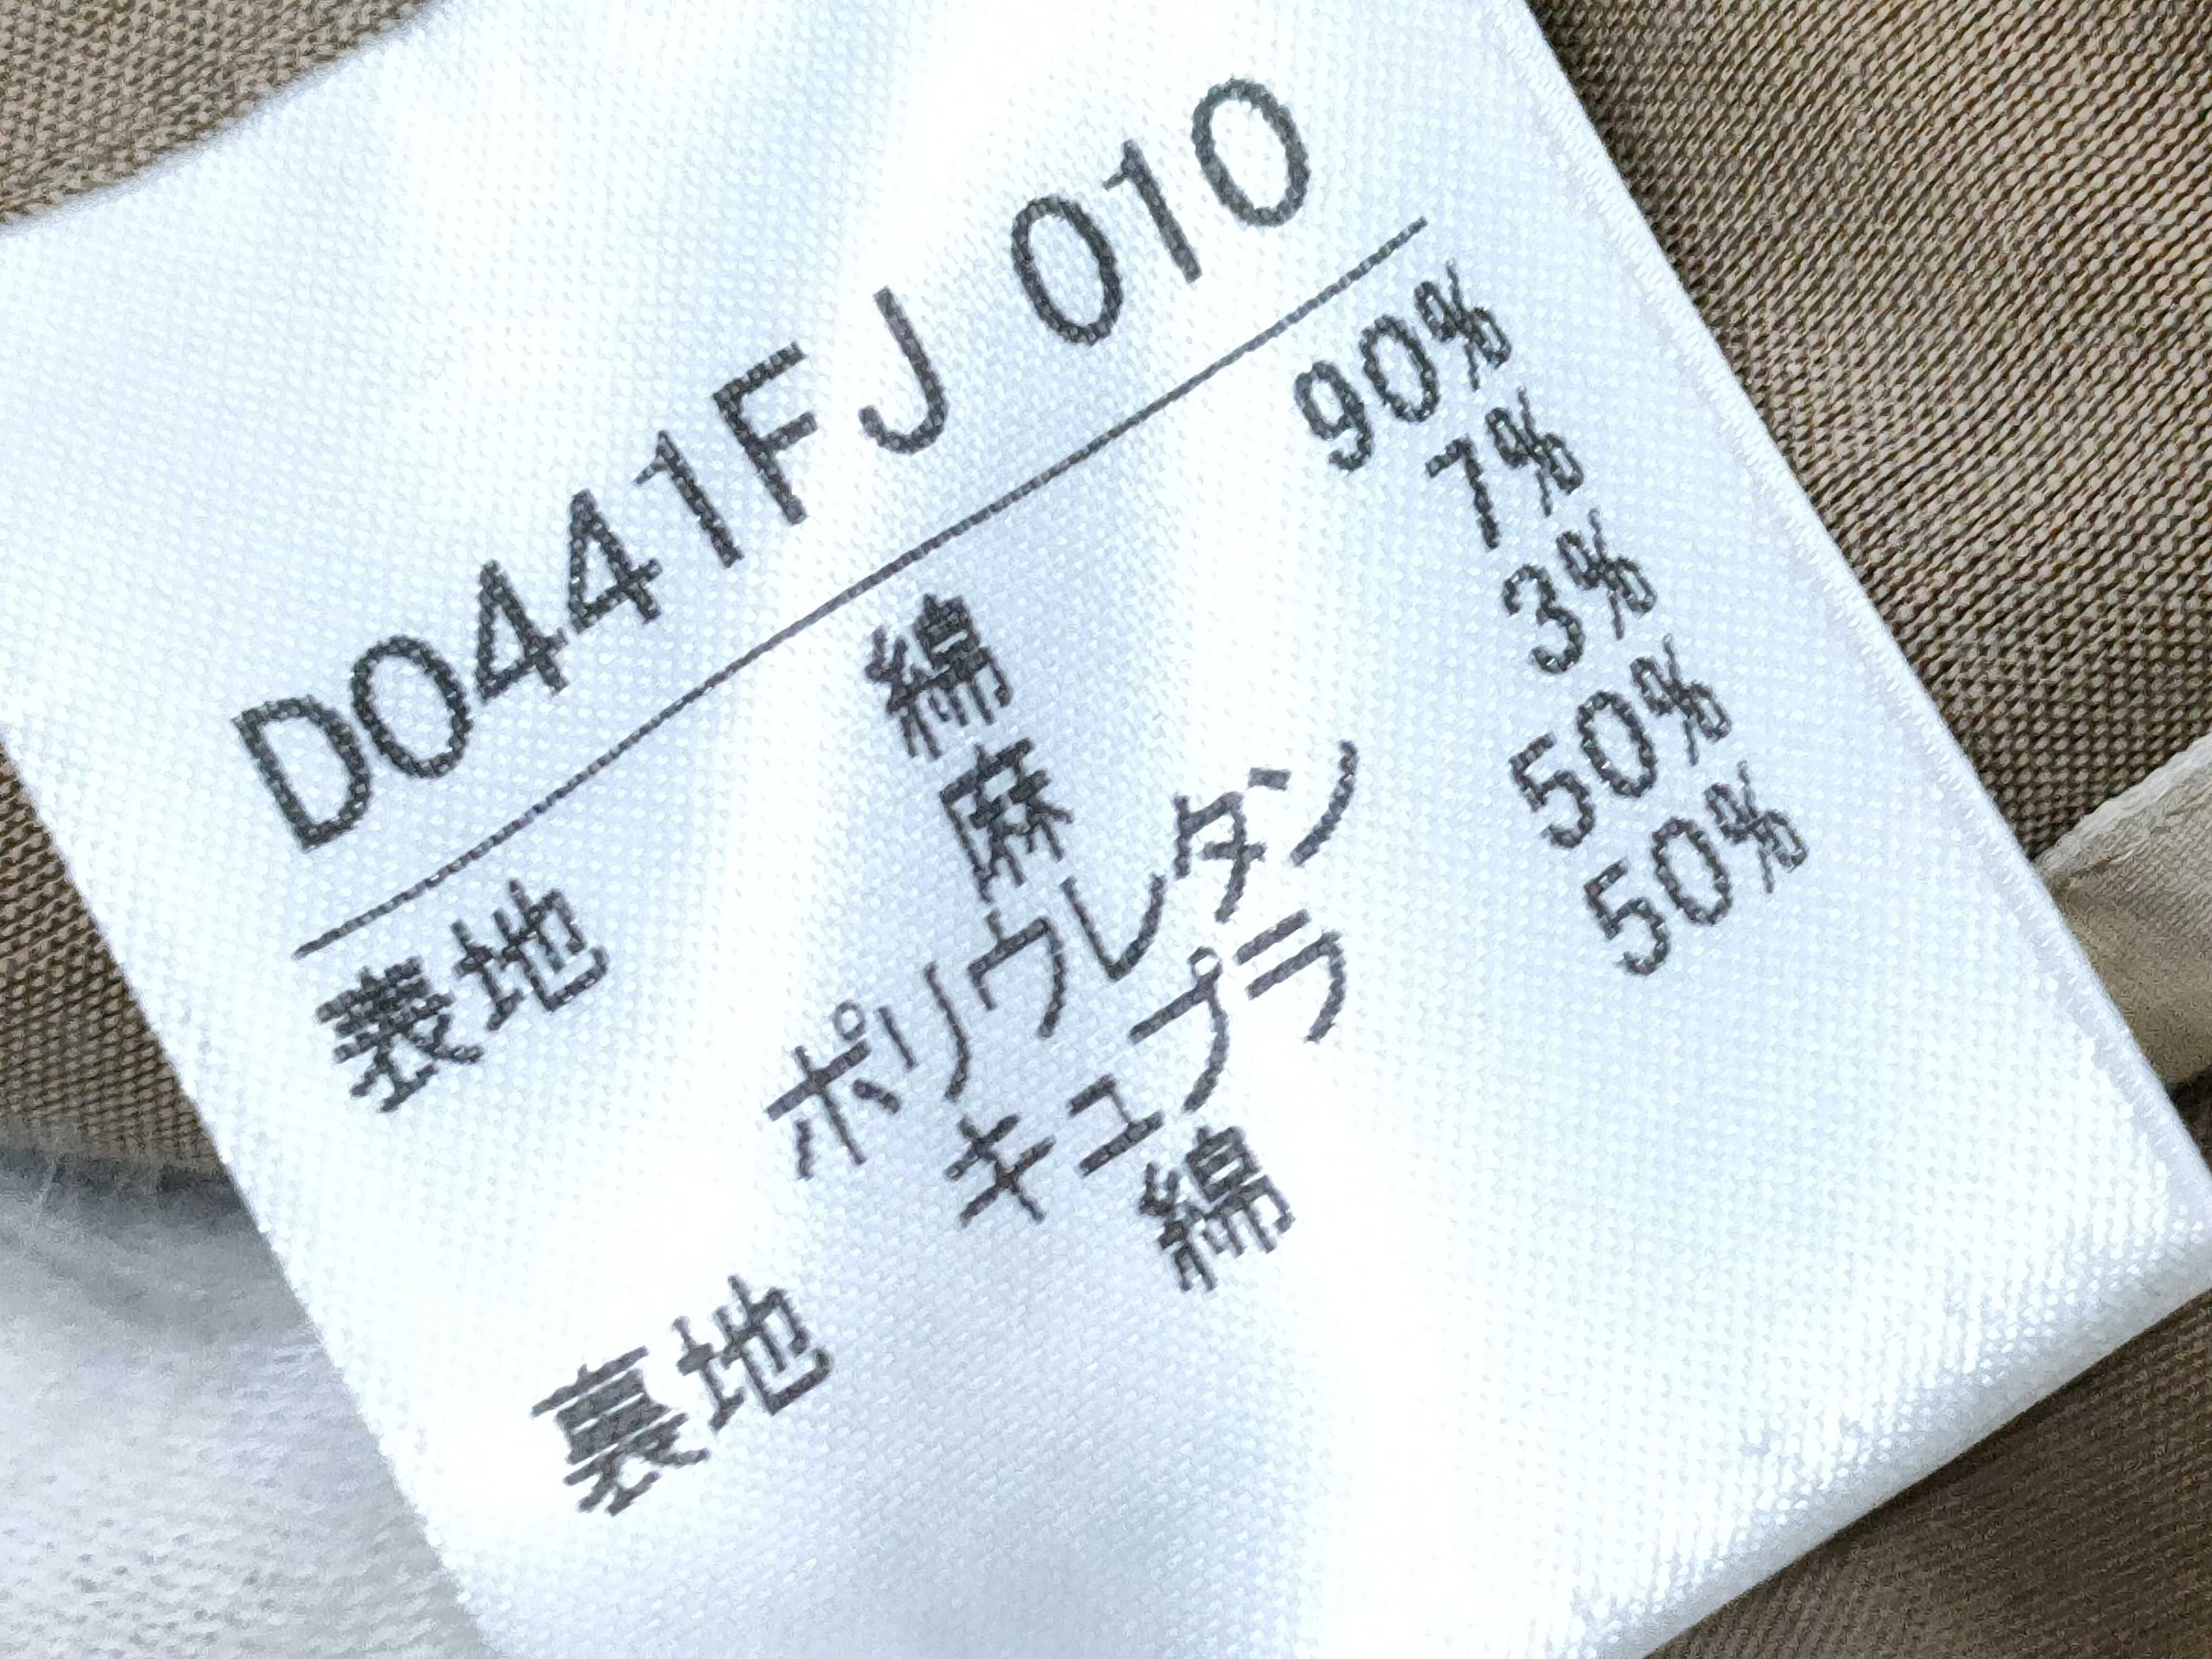 D0441FJ 010
表地 綿 90%
麻 7%
ポリウレタン 3%
裏地 キュプラ 50%
綿 50%